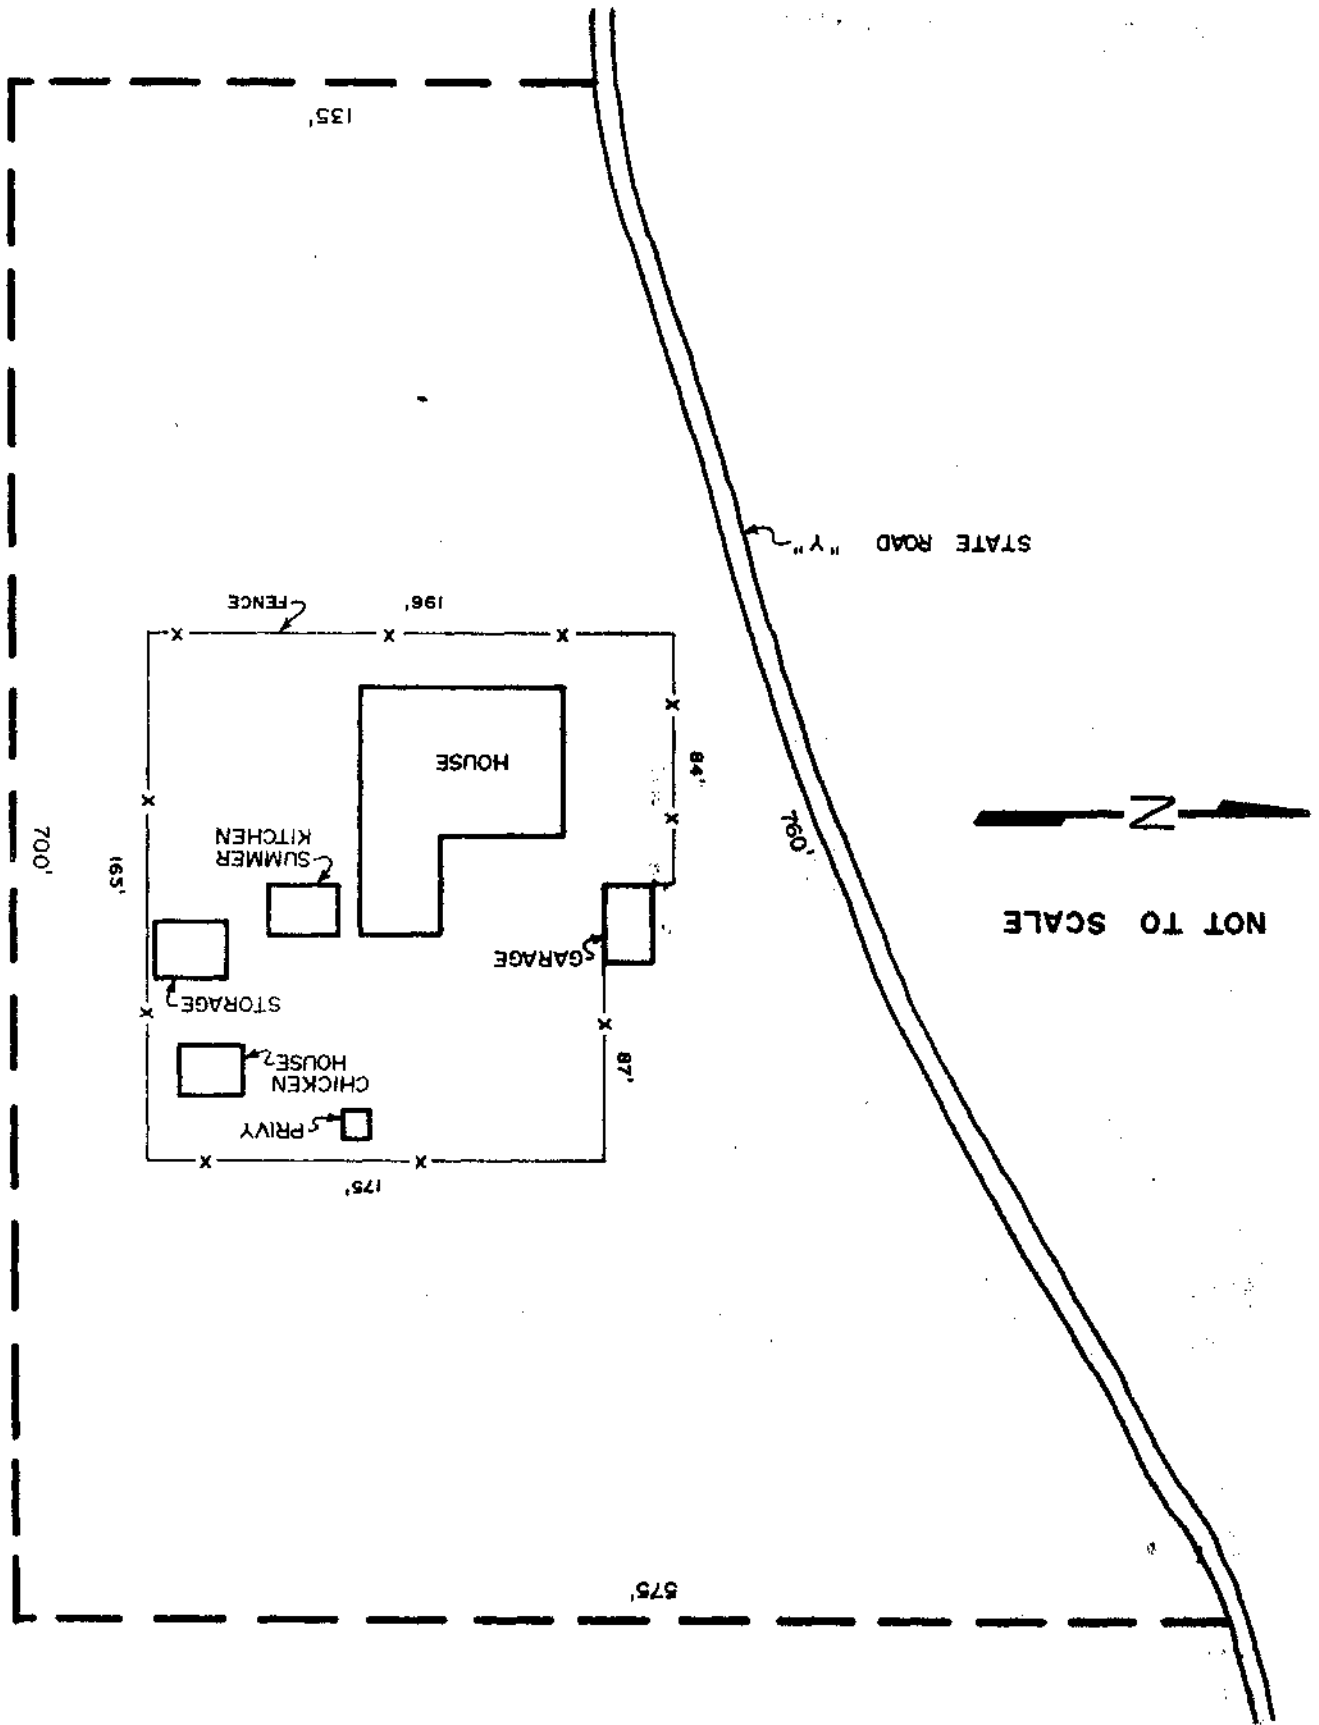 575'
175'
PRIVY
CHICKEN
HOUSE
87'
STORAGE
GARAGE
NOT TO SCALE
165'
SUMMER
KITCHEN
700'
760'
N
84'
HOUSE
196'
FENCE
STATE ROAD "Y"
135'